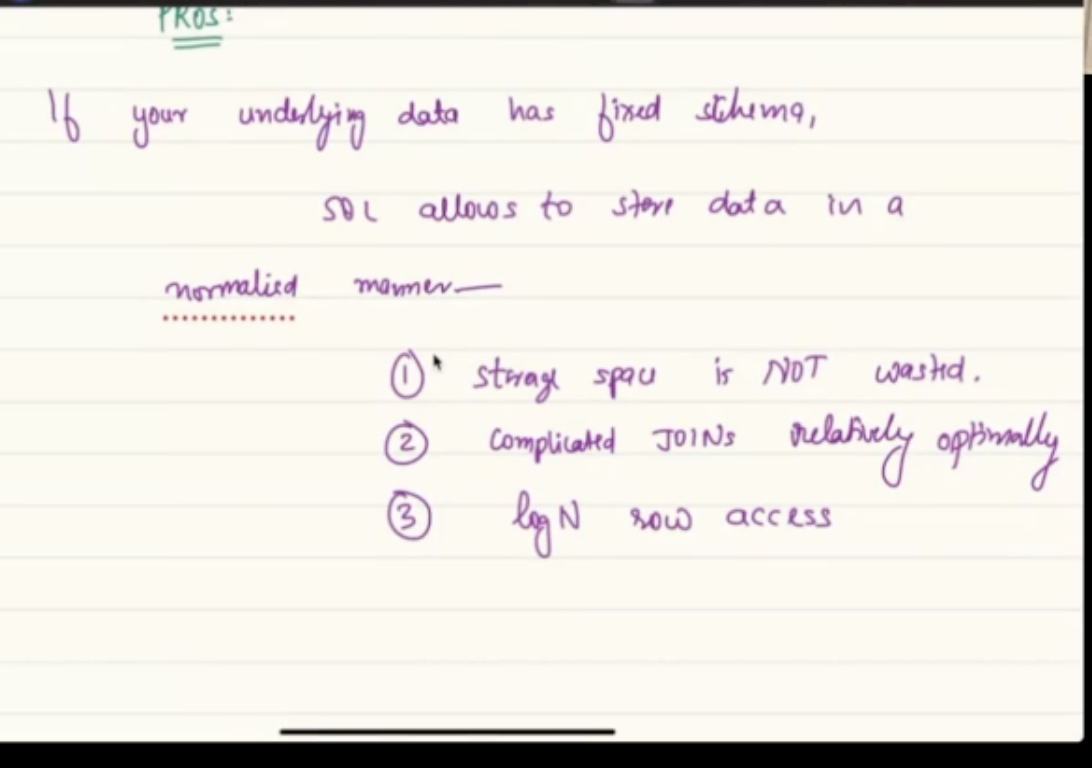 PROS:
If your underlying data has fixed schema,
SQL allows to store data in a
normalied manner—
① storage space is NOT wasted.
② complicated JOINs relatively optimally
③ log N row access